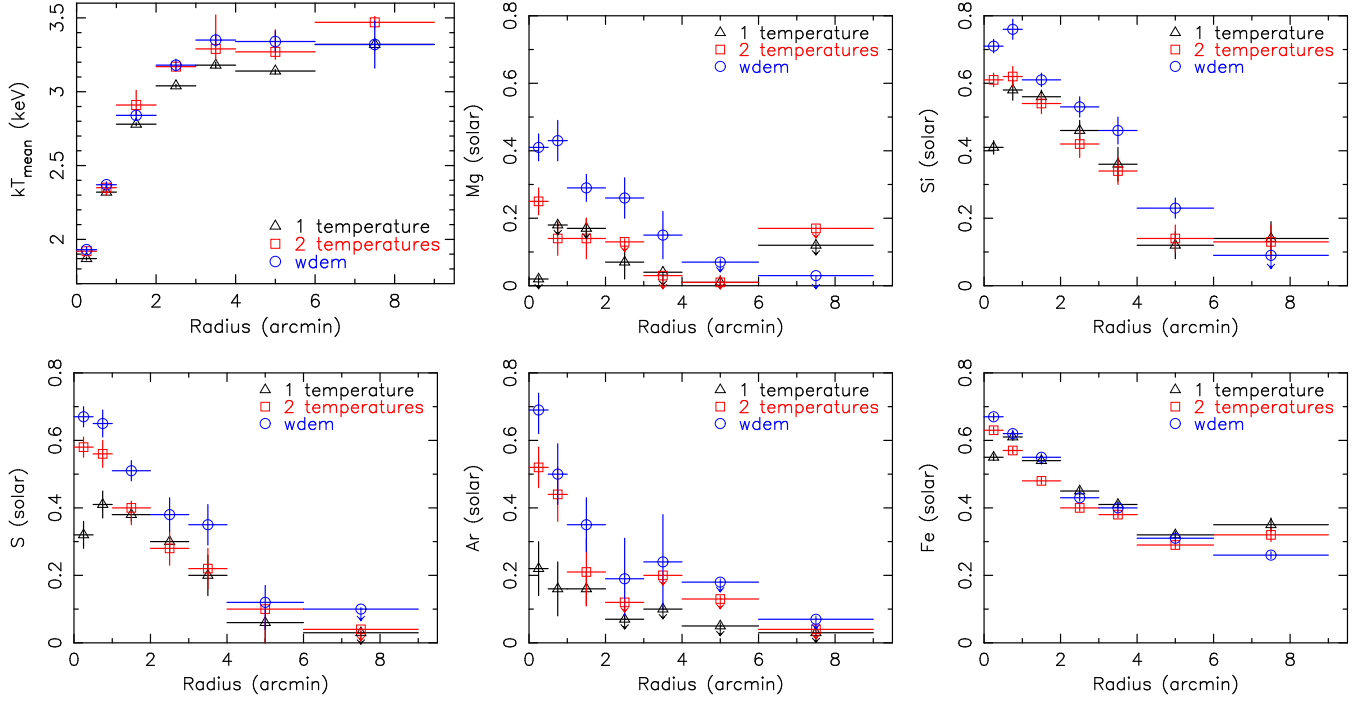 3.5
3
2.5
2
kT_mean (keV)
1 temperature
2 temperatures
wdem
0 2 4 6 8
Radius (arcmin)
0.8
0.6
0.4
0.2
0
Mg (solar)
1 temperature
2 temperatures
wdem
0 2 4 6 8
Radius (arcmin)
0.8
0.6
0.4
0.2
0
Si (solar)
1 temperature
2 temperatures
wdem
0 2 4 6 8
Radius (arcmin)
0.8
0.6
0.4
0.2
0
S (solar)
1 temperature
2 temperatures
wdem
0 2 4 6 8
Radius (arcmin)
0.8
0.6
0.4
0.2
0
Ar (solar)
1 temperature
2 temperatures
wdem
0 2 4 6 8
Radius (arcmin)
0.8
0.6
0.4
0.2
0
Fe (solar)
1 temperature
2 temperatures
wdem
0 2 4 6 8
Radius (arcmin)